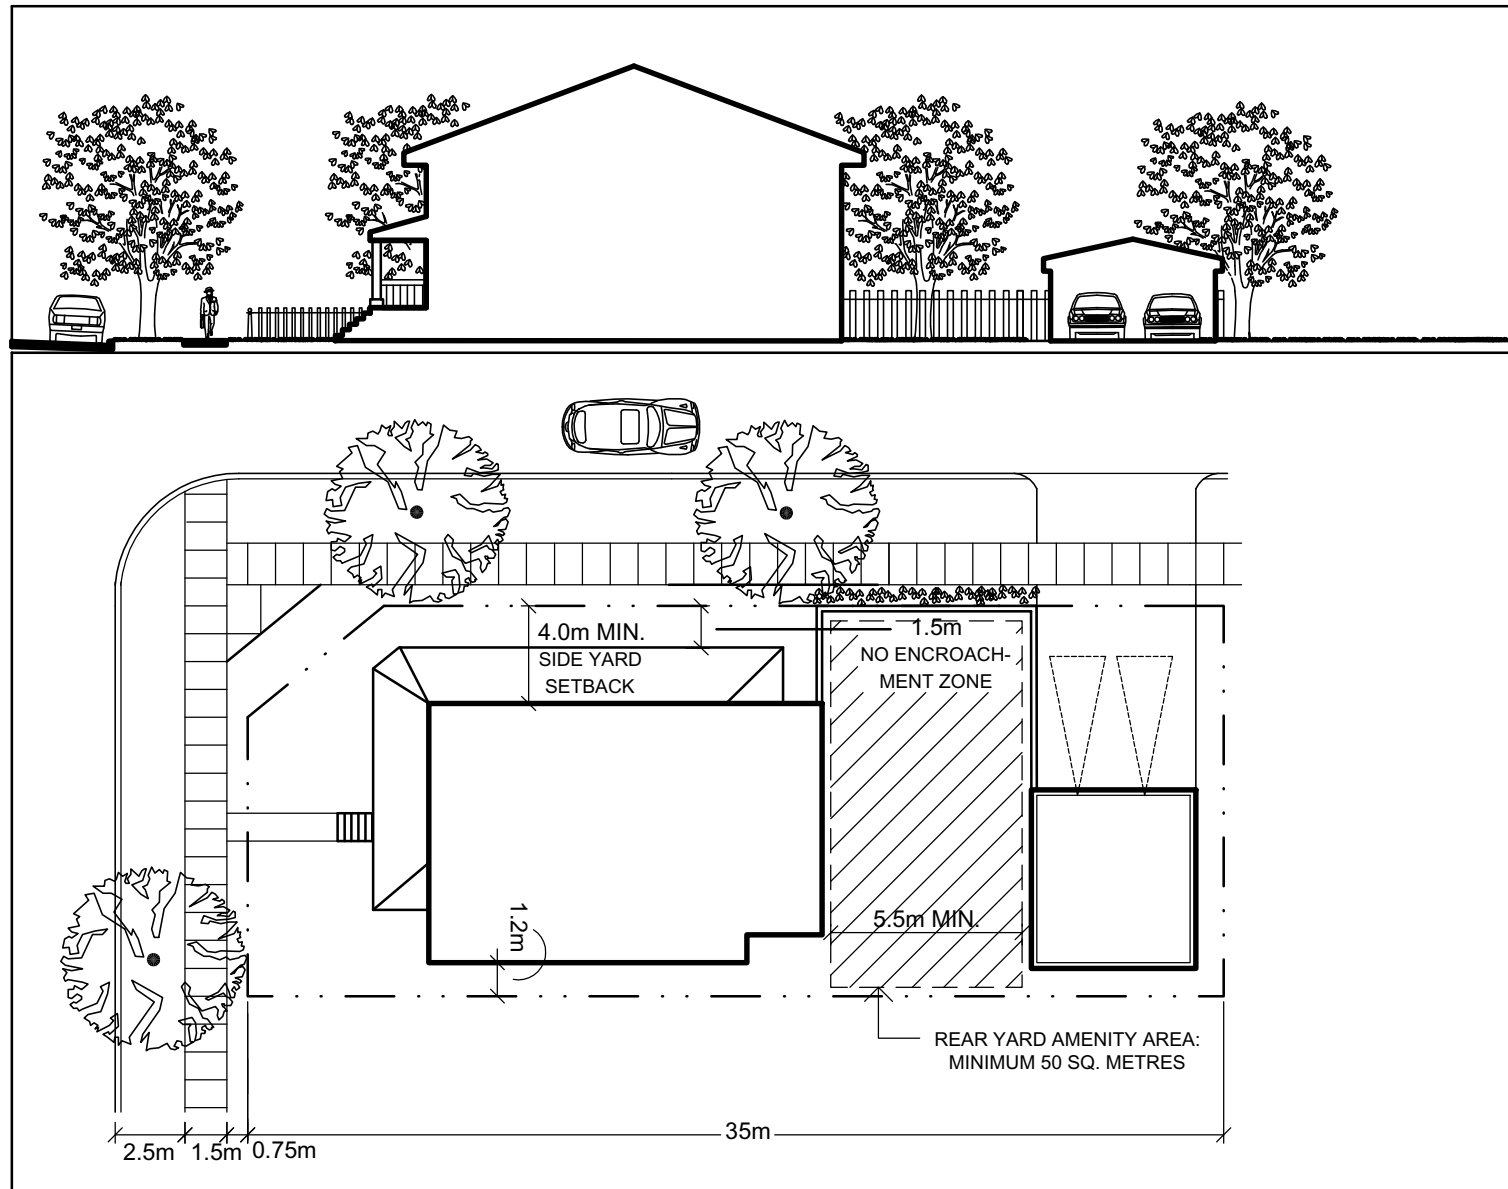 4.0m MIN.
SIDE YARD
SETBACK
1.5m
NO ENCROACH-
MENT ZONE
1.2m
5.5m MIN.
REAR YARD AMENITY AREA:
MINIMUM 50 SQ. METRES
35m
2.5m
1.5m
0.75m